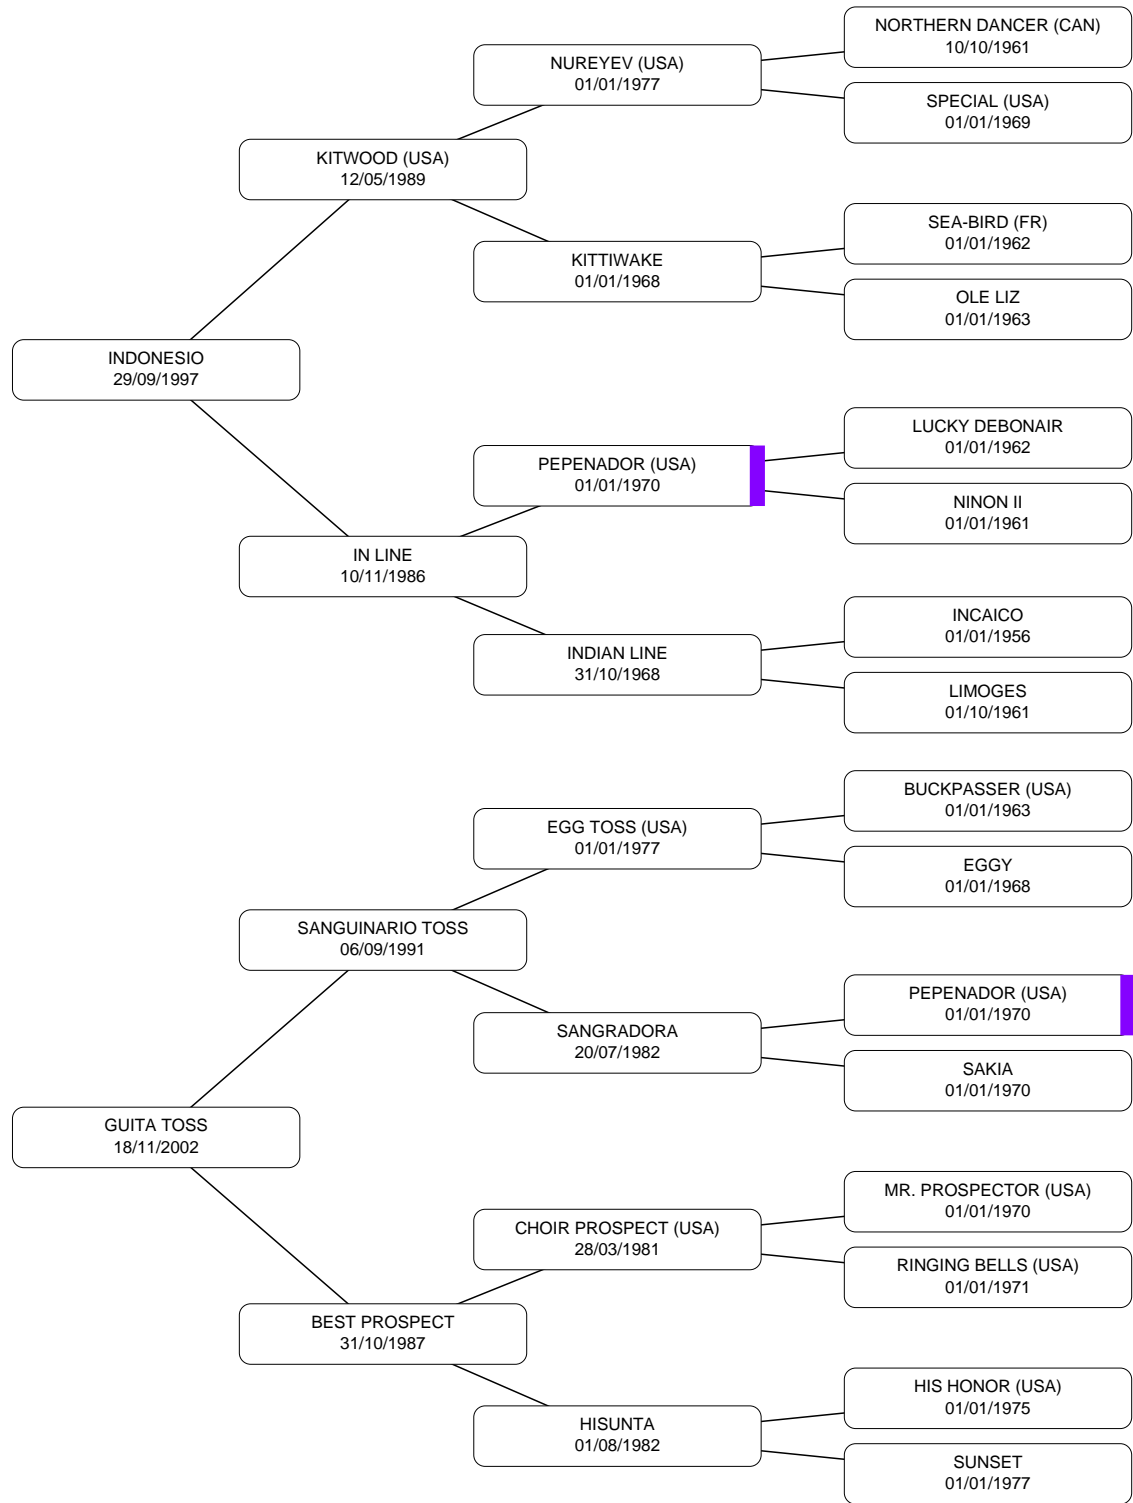 NORTHERN DANCER (CAN)
10/10/1961
NUREYEV (USA)
01/01/1977
SPECIAL (USA)
01/01/1969
KITWOOD (USA)
12/05/1989
SEA-BIRD (FR)
01/01/1962
KITTIWAKE
01/01/1968
OLE LIZ
01/01/1963
INDONESIO
29/09/1997
LUCKY DEBONAIR
01/01/1962
PEPENADOR (USA)
01/01/1970
NINON II
01/01/1961
IN LINE
10/11/1986
INCAICO
01/01/1956
INDIAN LINE
31/10/1968
LIMOGES
01/10/1961
BUCKPASSER (USA)
01/01/1963
EGG TOSS (USA)
01/01/1977
EGGY
01/01/1968
SANGUINARIO TOSS
06/09/1991
PEPENADOR (USA)
01/01/1970
SANGRADORA
20/07/1982
SAKIA
01/01/1970
GUITA TOSS
18/11/2002
MR. PROSPECTOR (USA)
01/01/1970
CHOIR PROSPECT (USA)
28/03/1981
RINGING BELLS (USA)
01/01/1971
BEST PROSPECT
31/10/1987
HIS HONOR (USA)
01/01/1975
HISUNTA
01/08/1982
SUNSET
01/01/1977